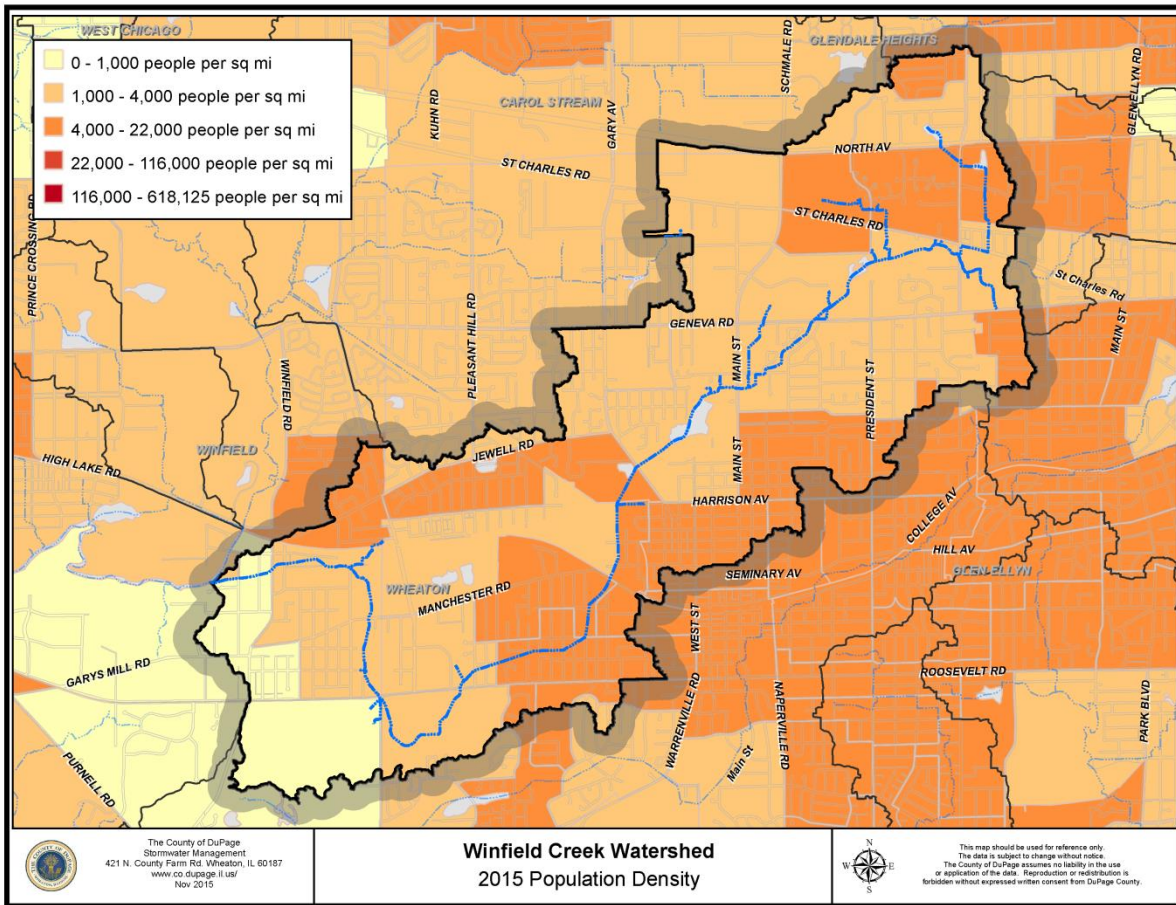 WEST CHICAGO
GLENDALE HEIGHTS
SCHMALE RD
GLEN ELLYN RD
0 - 1,000 people per sq mi
1,000 - 4,000 people per sq mi
4,000 - 22,000 people per sq mi
22,000 - 116,000 people per sq mi
116,000 - 618,125 people per sq mi
KUHN RD
CAROL STREAM
GARY AV
NORTH AV
ST CHARLES RD
ST CHARLES RD
PRINCE CROSSING RD
St Charles Rd
PLEASANT HILL RD
GENEVA RD
MAIN ST
MAIN ST
WINFIELD RD
PRESIDENT ST
WINFIELD
JEWELL RD
MAIN ST
HIGH LAKE RD
HARRISON AV
COLLEGE AV
HILL AV
GLEN ELLYN
SEMINARY AV
WHEATON
MANCHESTER RD
WEST ST
GARYS MILL RD
ROOSEVELT RD
WARRENVILLE RD
NAPERVILLE RD
PARK BLVD
Main St
PURNELL RD
The County of DuPage
Stormwater Management
421 N. County Farm Rd. Wheaton, IL 60187
www.co.dupage.il.us/
Nov 2015
Winfield Creek Watershed
2015 Population Density
N
W
E
S
This map should be used for reference only.
The data is subject to change without notice.
The County of DuPage assumes no liability in the use
or application of the data. Reproduction or redistribution is
forbidden without expressed written consent from DuPage County.